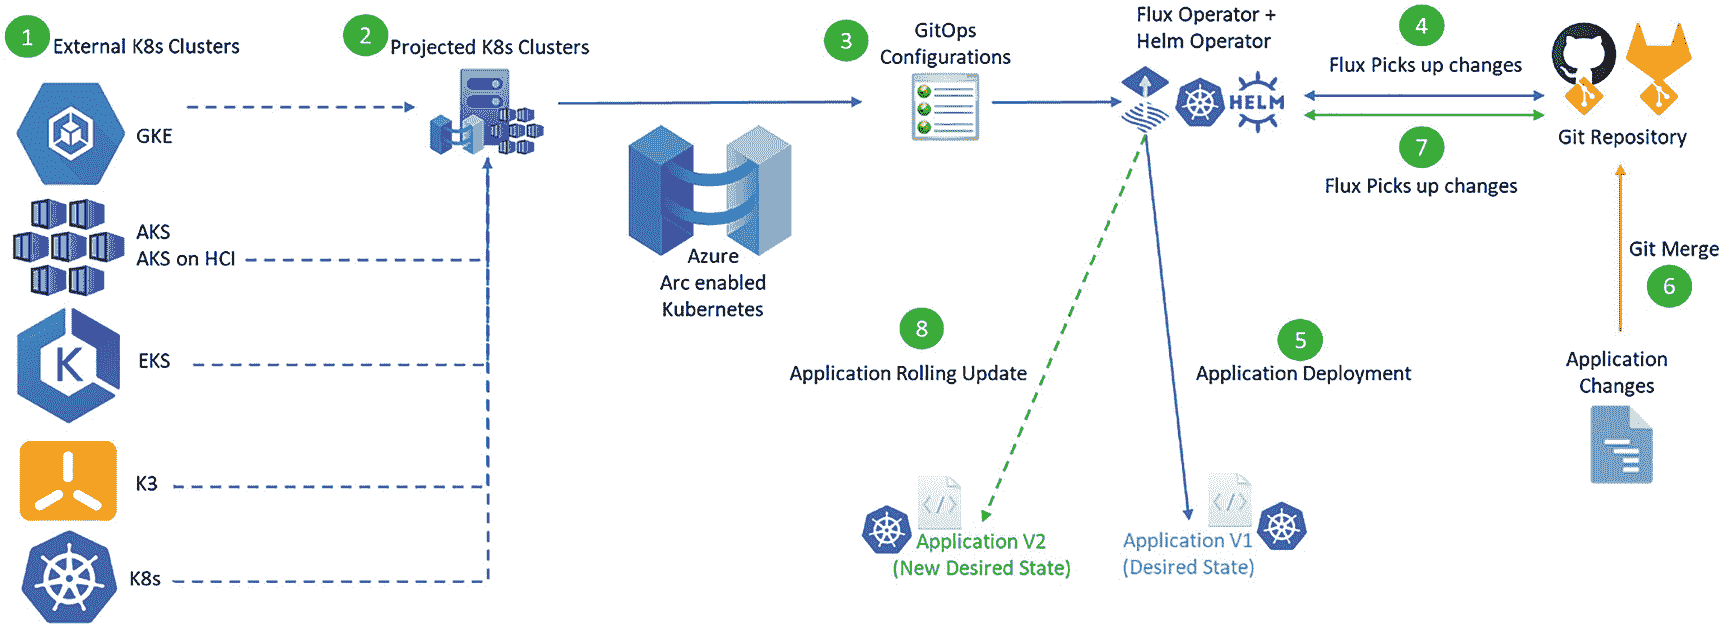 1
External K8s Clusters
GKE
AKS
AKS on HCI
EKS
K
K3
K8s
2
Projected K8s Clusters
Azure
Arc enabled
Kubernetes
3
GitOps
Configurations
Flux Operator +
Helm Operator
HELM
4
Flux Picks up changes
7
Flux Picks up changes
Git Repository
Git Merge
6
Application
Changes
8
Application Rolling Update
5
Application Deployment
</>
Application V2
(New Desired State)
</>
Application V1
(Desired State)